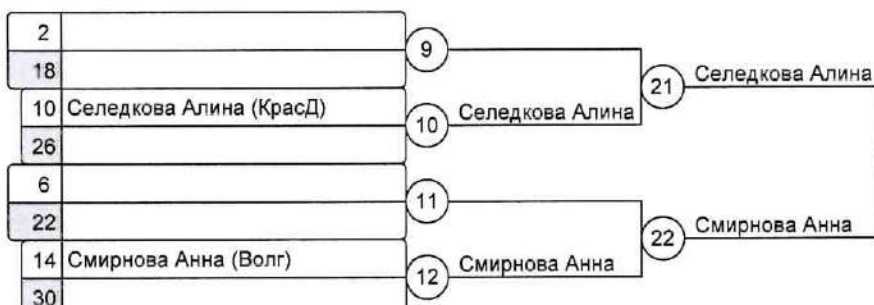 2
18
9
10 Селедкова Алина (КрасД)
26
10 Селедкова Алина
21 Селедкова Алина
6
22
11
14 Смирнова Анна (Волг)
30
12 Смирнова Анна
22 Смирнова Анна